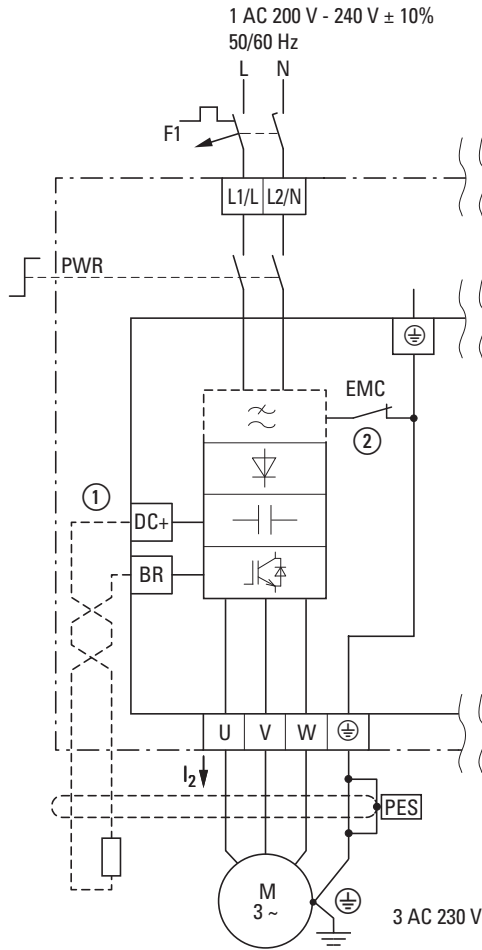 1 AC 200 V - 240 V ± 10%
50/60 Hz
L N
F1
L1/L L2/N
PWR
EMC
2
1
DC+
BR
U V W
I2
PES
M
3 ~
3 AC 230 V